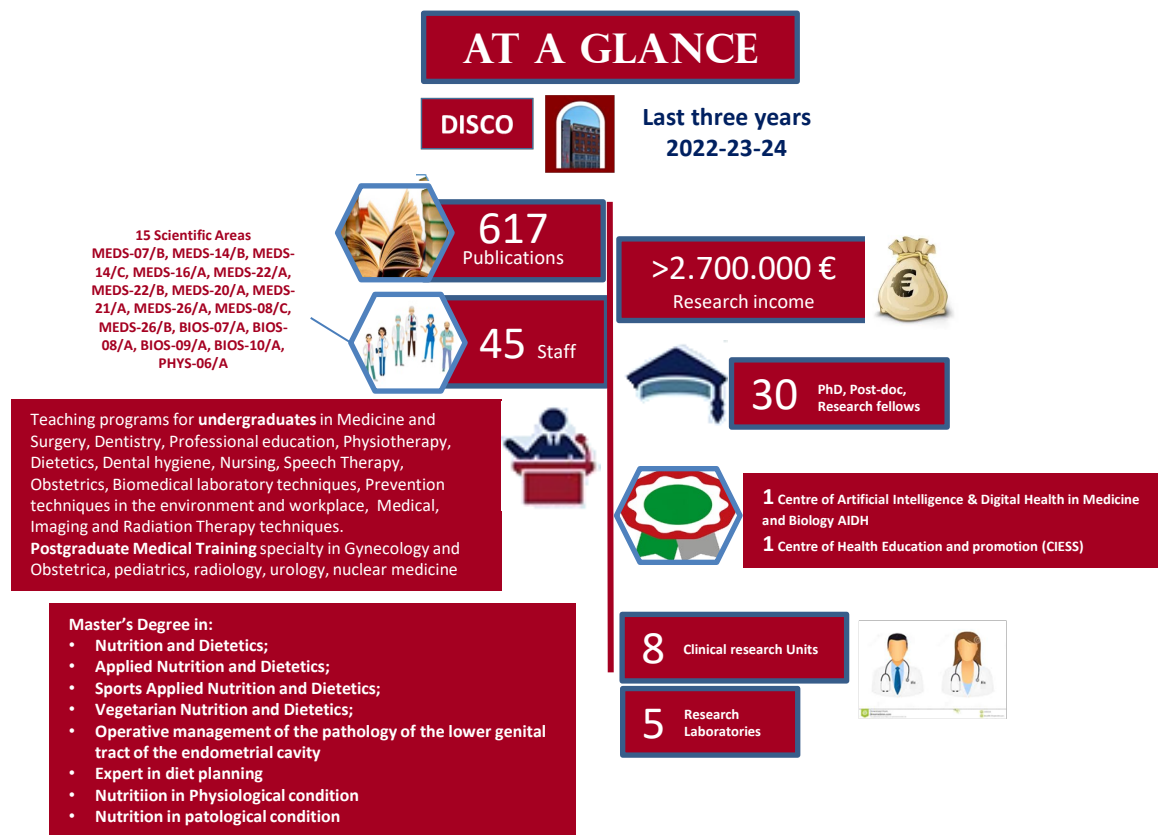 AT A GLANCE
DISCO
Last three years
2022-23-24
617
Publications
15 Scientific Areas
MEDS-07/B, MEDS-14/B, MEDS-
14/C, MEDS-16/A, MEDS-22/A,
MEDS-22/B, MEDS-20/A, MEDS-
21/A, MEDS-26/A, MEDS-08/C,
MEDS-26/B, BIOS-07/A, BIOS-
08/A, BIOS-09/A, BIOS-10/A,
PHYS-06/A
>2.700.000 €
Research income
€
45 Staff
30 PhD, Post-doc,
Research fellows
Teaching programs for undergraduates in Medicine and
Surgery, Dentistry, Professional education, Physiotherapy,
Dietetics, Dental hygiene, Nursing, Speech Therapy,
Obstetrics, Biomedical laboratory techniques, Prevention
techniques in the environment and workplace, Medical,
Imaging and Radiation Therapy techniques.
Postgraduate Medical Training specialty in Gynecology and
Obstetrica, pediatrics, radiology, urology, nuclear medicine
1 Centre of Artificial Intelligence & Digital Health in Medicine
and Biology AIDH
1 Centre of Health Education and promotion (CIESS)
Master's Degree in:
• Nutrition and Dietetics;
• Applied Nutrition and Dietetics;
• Sports Applied Nutrition and Dietetics;
• Vegetarian Nutrition and Dietetics;
• Operative management of the pathology of the lower genital
tract of the endometrial cavity
• Expert in diet planning
• Nutritiion in Physiological condition
• Nutrition in patological condition
8 Clinical research Units
5 Research
Laboratories